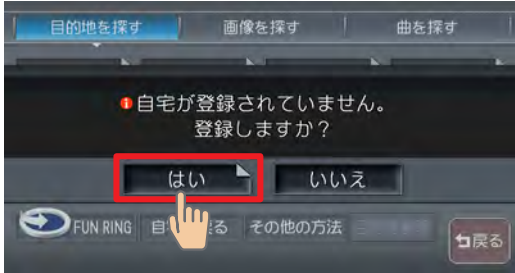 目的地を探す 画像を探す 曲を探す
自宅が登録されていません。
登録しますか？
はい いいえ
FUN RING 自 る その他の方法
戻る